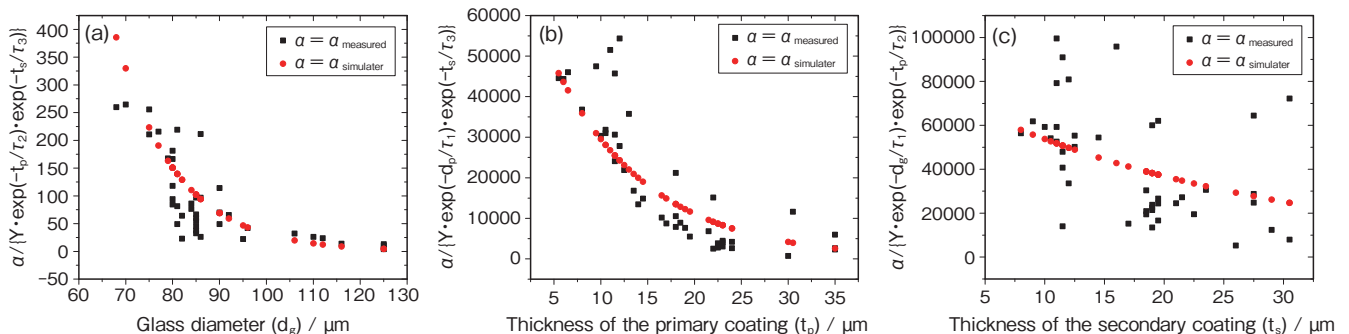 (a)
α = α measured
α = α simulater
α/{Y·exp(-tp/τ2)·exp(-ts/τ3)}
400
350
300
250
200
150
100
50
0
−50
60 70 80 90 100 110 120 130
Glass diameter (dg) / μm
(b)
α = α measured
α = α simulater
α/{Y·exp(-dp/τ1)·exp(-ts/τ3)}
60000
50000
40000
30000
20000
10000
0
5 10 15 20 25 30 35
Thickness of the primary coating (tp) / μm
(c)
α = α measured
α = α simulater
α/{Y·exp(-dg/τ1)·exp(-tp/τ2)}
100000
80000
60000
40000
20000
0
5 10 15 20 25 30
Thickness of the secondary coating (ts) / μm